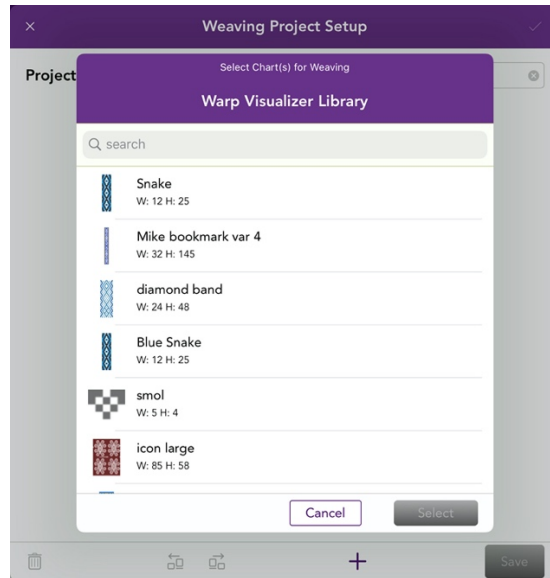 Weaving Project Setup
Project
Select Chart(s) for Weaving
Warp Visualizer Library
search
Snake
W: 12 H: 25
Mike bookmark var 4
W: 32 H: 145
diamond band
W: 24 H: 48
Blue Snake
W: 12 H: 25
smol
W: 5 H: 4
icon large
W: 85 H: 58
Cancel
Select
Save